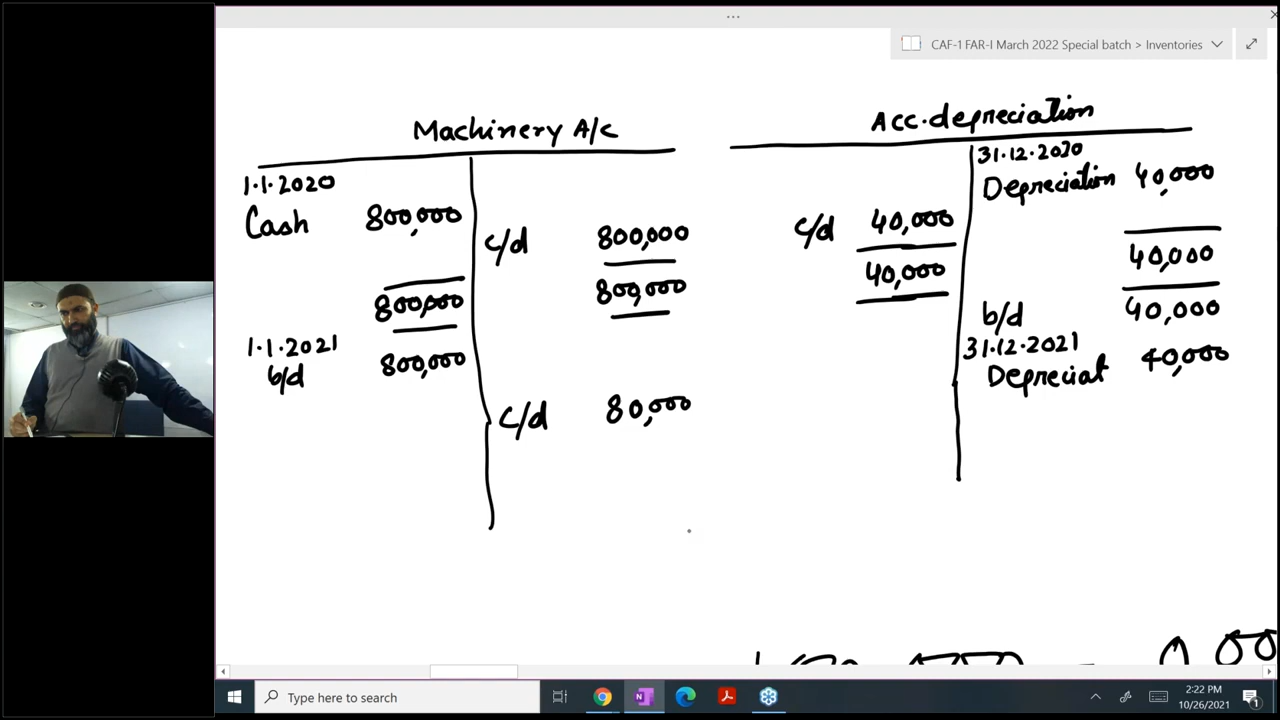 CAF-1 FAR-I March 2022 Special batch > Inventories
Machinery A/c
1.1.2020
Cash 800,000
c/d 800,000
800,000 800,000
1.1.2021
b/d 800,000
c/d 80,000
Acc.depreciation
31.12.2020
Depreciation 40,000
c/d 40,000
40,000 40,000
b/d 40,000
31.12.2021
Depreciat 40,000
Type here to search
2:22 PM
10/26/2021
1